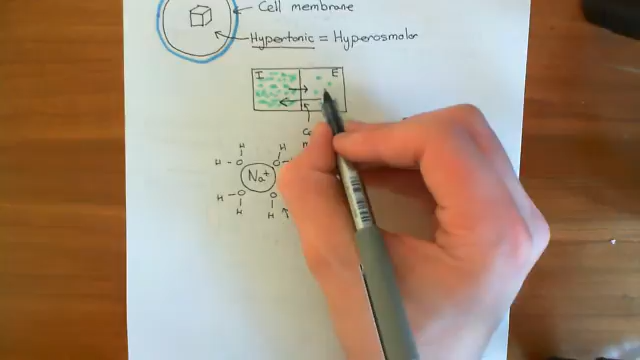 Cell membrane
Hypertonic = Hyperosmolar
I E
H H
H - O O
Na+
H - O O
H H